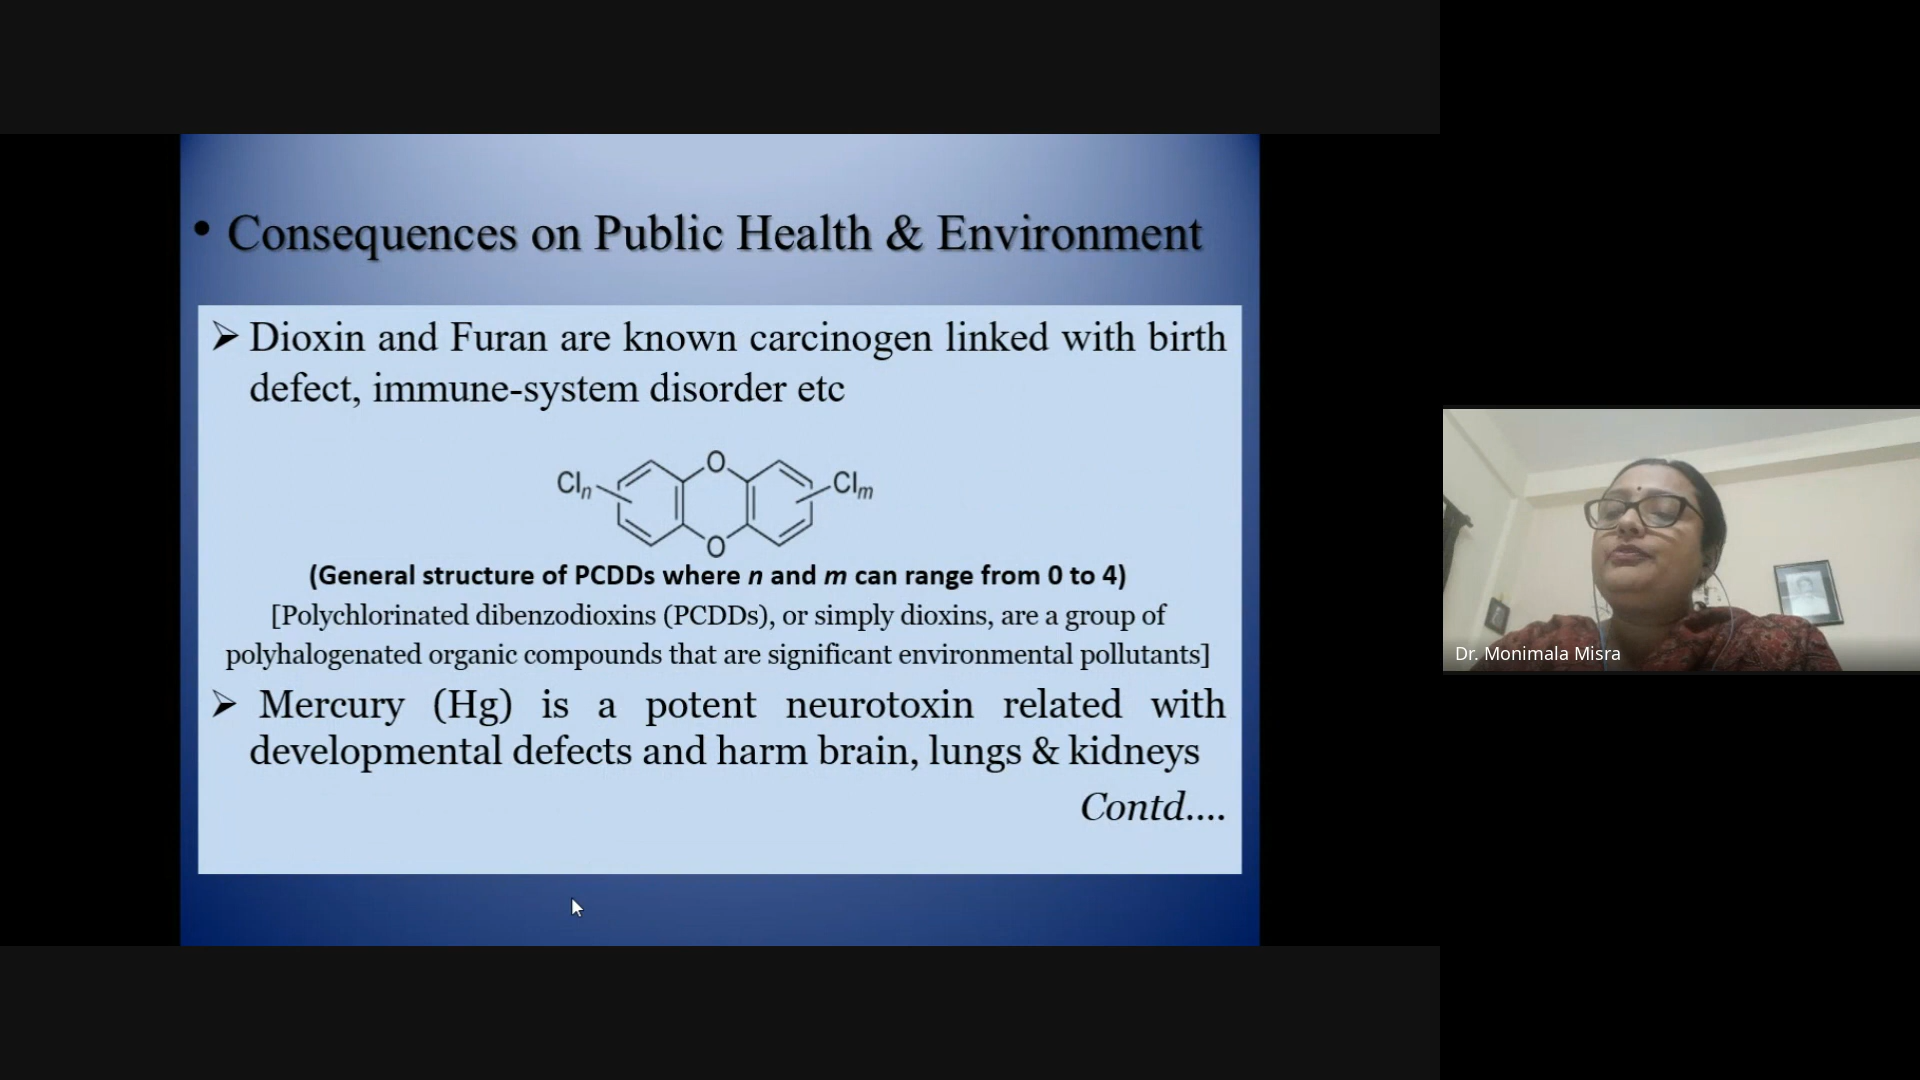 • Consequences on Public Health & Environment
➢ Dioxin and Furan are known carcinogen linked with birth
defect, immune-system disorder etc
O
Cln
Clm
O
(General structure of PCDDs where n and m can range from 0 to 4)
[Polychlorinated dibenzodioxins (PCDDs), or simply dioxins, are a group of
polyhalogenated organic compounds that are significant environmental pollutants]
➢ Mercury (Hg) is a potent neurotoxin related with
developmental defects and harm brain, lungs & kidneys
Contd....
Dr. Monimala Misra